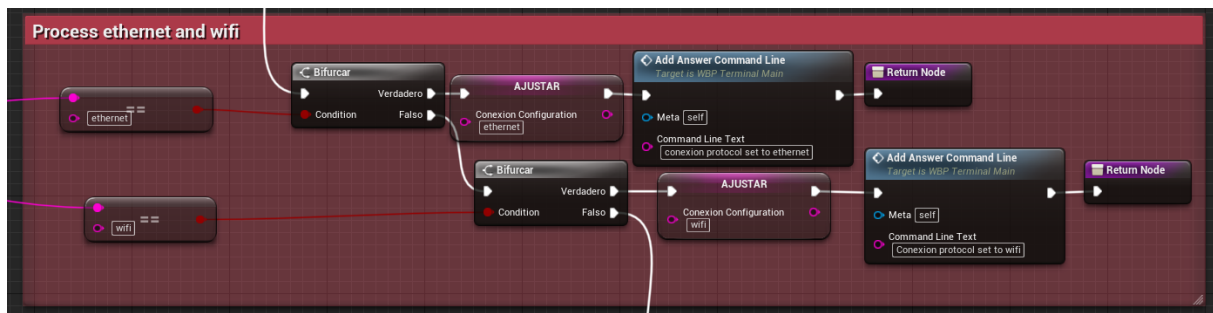 Process ethernet and wifi
==
ethernet
Bifurcar
Verdadero
Condition
Falso
AJUSTAR
Conexion Configuration
ethernet
Add Answer Command Line
Target is WBP Terminal Main
Meta self
Command Line Text
conexion protocol set to ethernet
Return Node
==
wifi
Bifurcar
Verdadero
Condition
Falso
AJUSTAR
Conexion Configuration
wifi
Add Answer Command Line
Target is WBP Terminal Main
Meta self
Command Line Text
Conexion protocol set to wifi
Return Node